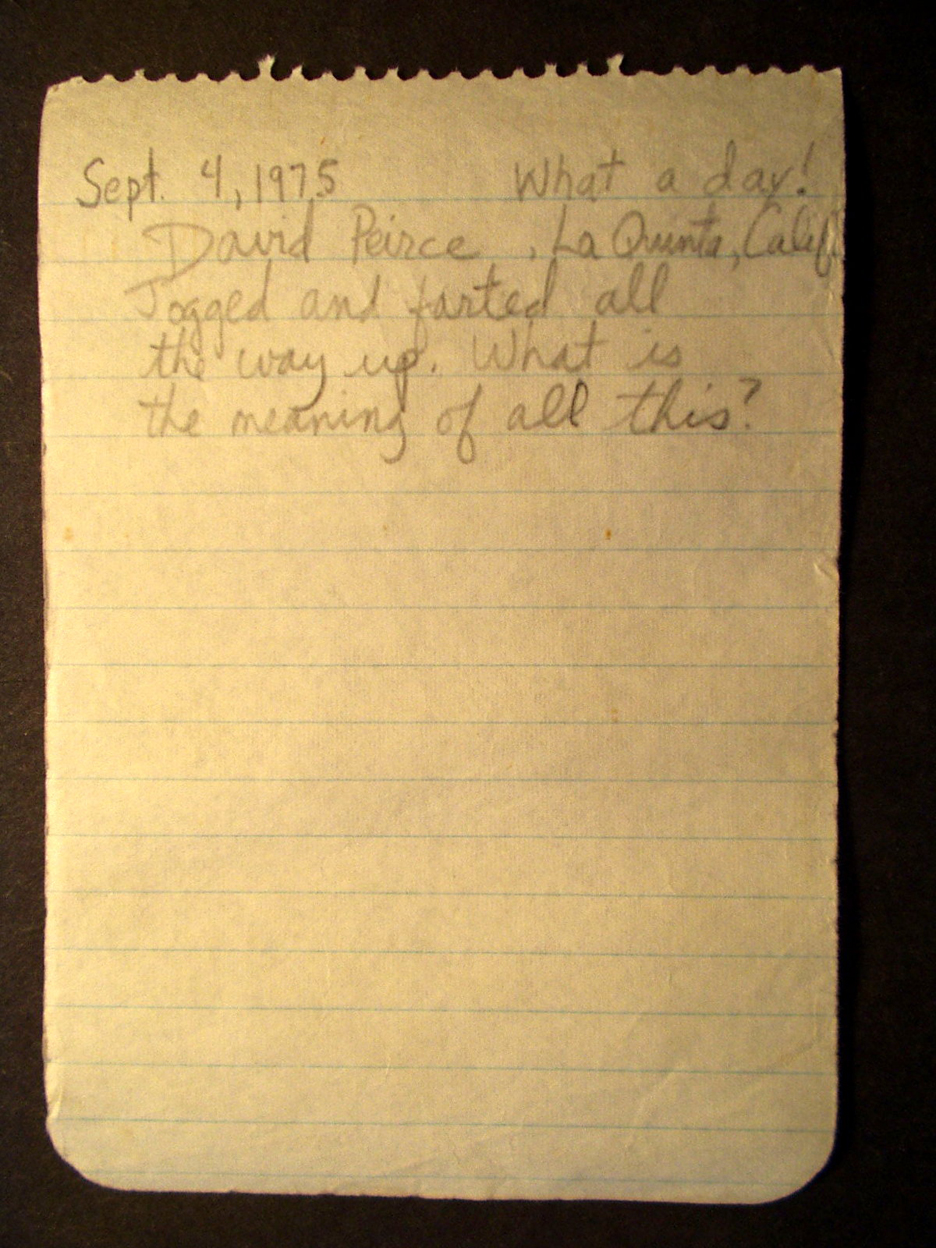 Sept. 4, 1975 What a day!
David Peirce , La Quinta, Calif.
Jogged and farted all
the way up. What is
the meaning of all this?